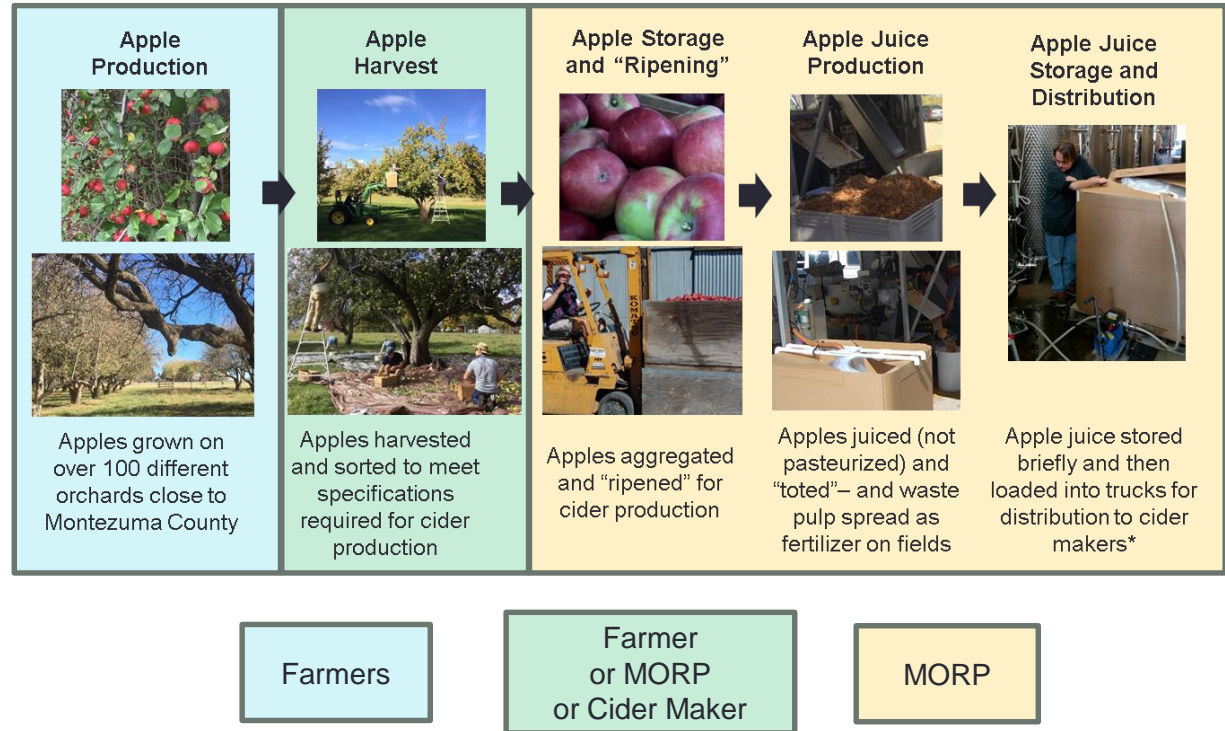 Apple
Production
Apple
Harvest
Apple Storage
and “Ripening”
Apple Juice
Production
Apple Juice
Storage and
Distribution
KOMAT
Apples grown on
over 100 different
orchards close to
Montezuma County
Apples harvested
and sorted to meet
specifications
required for cider
production
Apples aggregated
and “ripened” for
cider production
Apples juiced (not
pasteurized) and
“toted”– and waste
pulp spread as
fertilizer on fields
Apple juice stored
briefly and then
loaded into trucks for
distribution to cider
makers*
Farmers
Farmer
or MORP
or Cider Maker
MORP